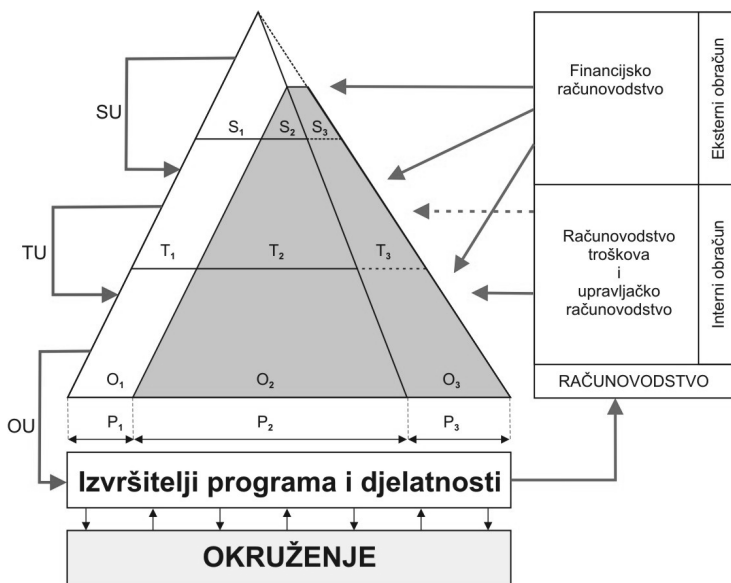 SU
TU
OU
S₁
S₂
S₃
T₁
T₂
T₃
O₁
O₂
O₃
P₁
P₂
P₃
Financijsko
računovodstvo
Eksterni obračun
Računovodstvo
troškova
i
upravljačko
računovodstvo
Interni obračun
RAČUNOVODSTVO
Izvršitelji programa i djelatnosti
OKRUŽENJE